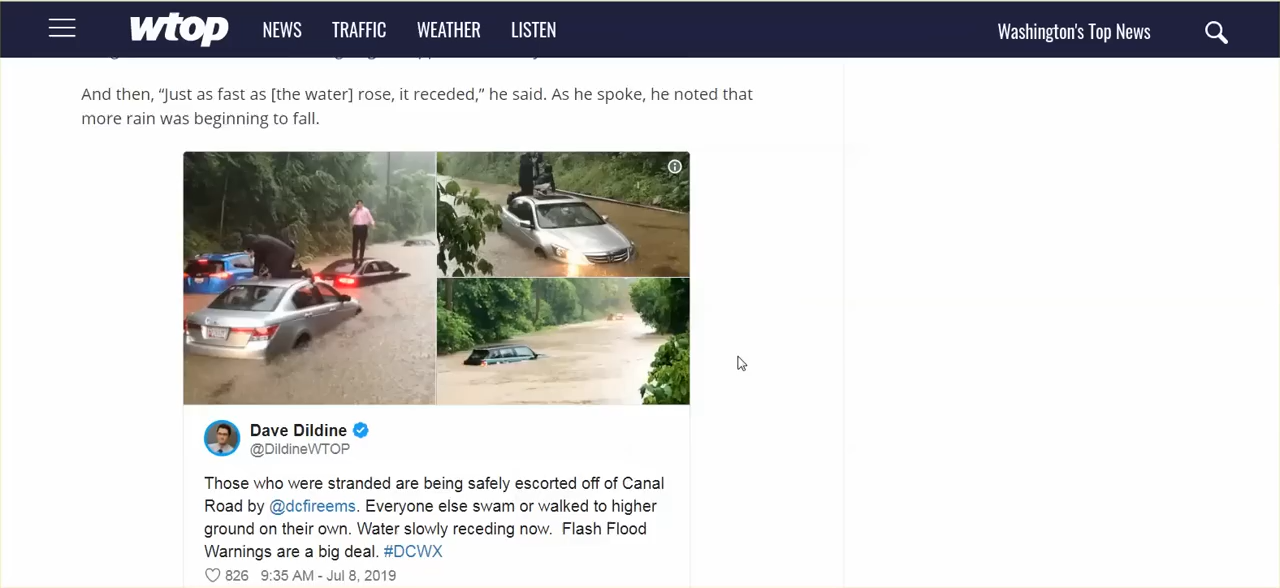 wtop NEWS TRAFFIC WEATHER LISTEN Washington's Top News
And then, “Just as fast as [the water] rose, it receded,” he said. As he spoke, he noted that
more rain was beginning to fall.
Dave Dildine
@DildineWTOP
Those who were stranded are being safely escorted off of Canal
Road by @dcfireems. Everyone else swam or walked to higher
ground on their own. Water slowly receding now.  Flash Flood
Warnings are a big deal. #DCWX
826 9:35 AM - Jul 8, 2019